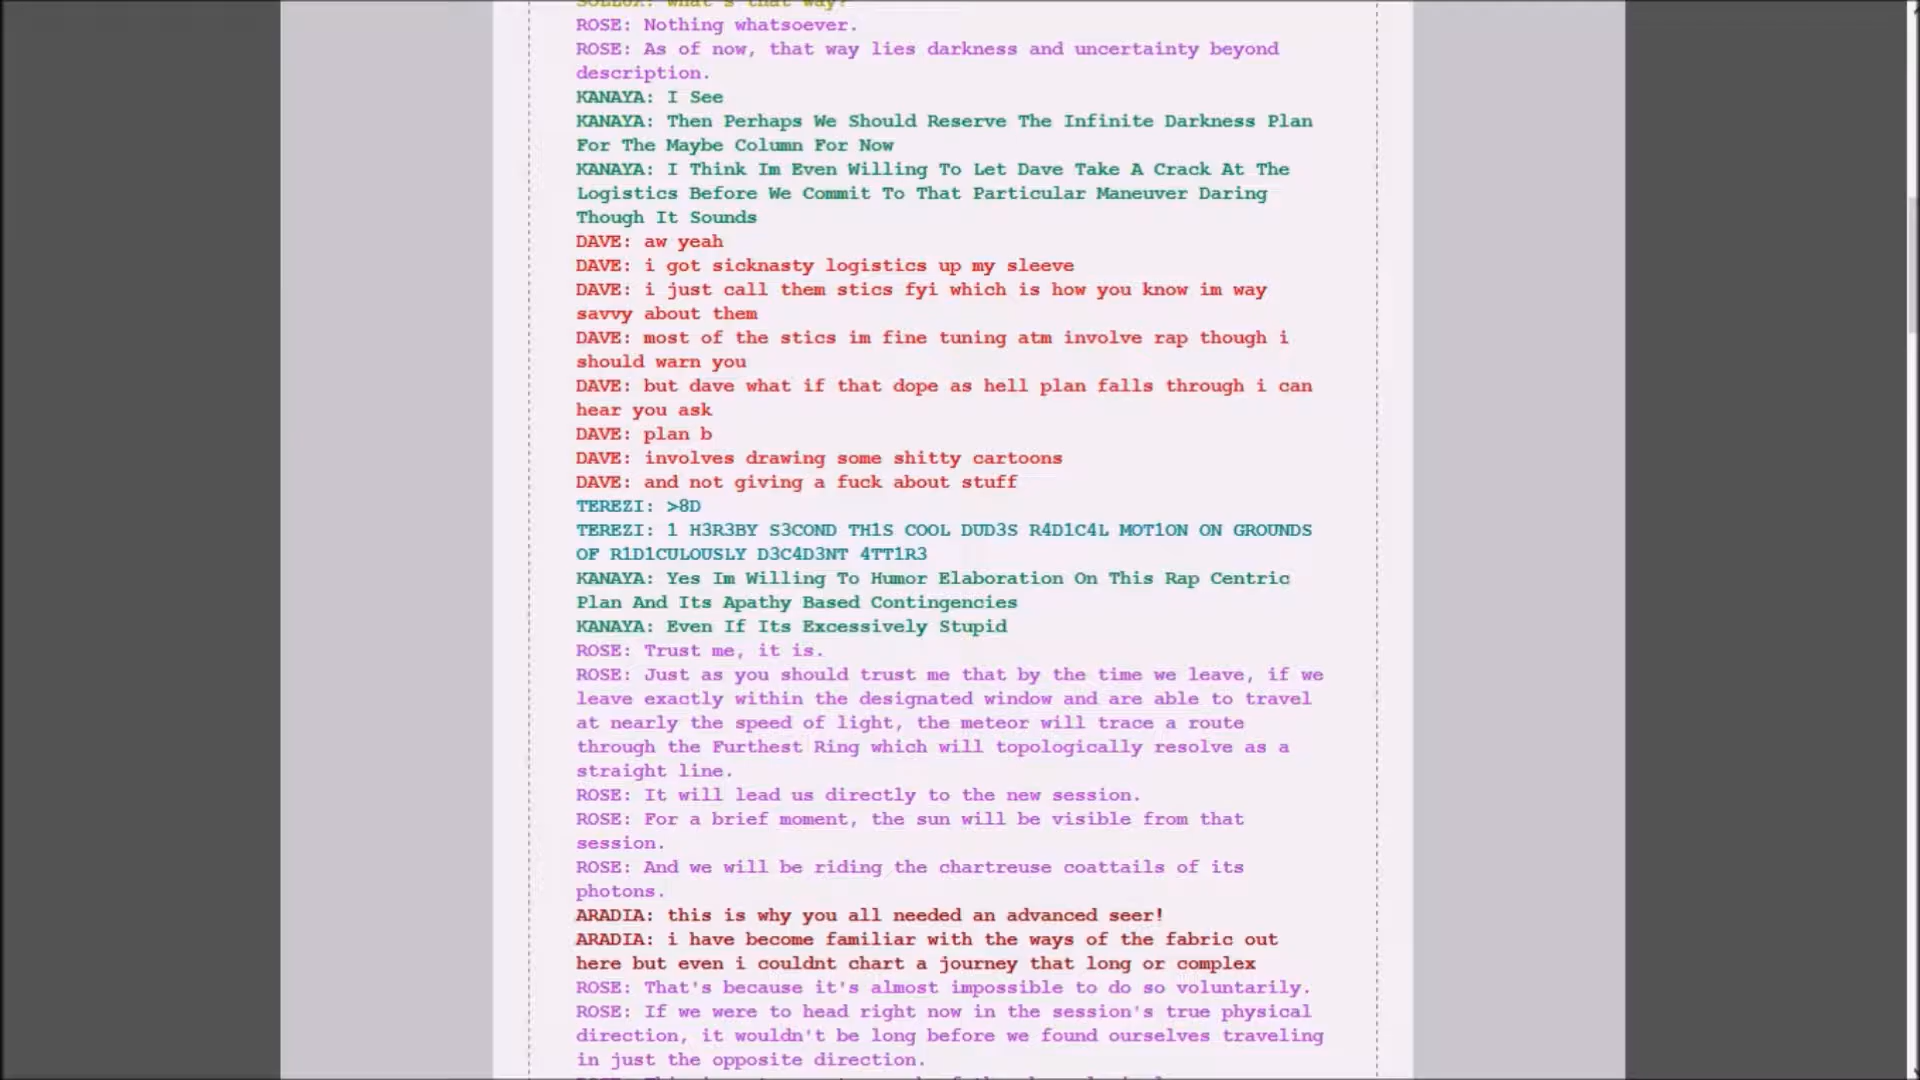 SOLLUX: what's that way?
ROSE: Nothing whatsoever.
ROSE: As of now, that way lies darkness and uncertainty beyond
description.
KANAYA: I See
KANAYA: Then Perhaps We Should Reserve The Infinite Darkness Plan
For The Maybe Column For Now
KANAYA: I Think Im Even Willing To Let Dave Take A Crack At The
Logistics Before We Commit To That Particular Maneuver Daring
Though It Sounds
DAVE: aw yeah
DAVE: i got sicknasty logistics up my sleeve
DAVE: i just call them stics fyi which is how you know im way
savvy about them
DAVE: most of the stics im fine tuning atm involve rap though i
should warn you
DAVE: but dave what if that dope as hell plan falls through i can
hear you ask
DAVE: plan b
DAVE: involves drawing some shitty cartoons
DAVE: and not giving a fuck about stuff
TEREZI: >8D
TEREZI: 1 H3R3BY S3COND TH1S COOL DUD3S R4D1C4L MOT1ON ON GROUNDS
OF R1D1CULOUSLY D3C4D3NT 4TT1R3
KANAYA: Yes Im Willing To Humor Elaboration On This Rap Centric
Plan And Its Apathy Based Contingencies
KANAYA: Even If Its Excessively Stupid
ROSE: Trust me, it is.
ROSE: Just as you should trust me that by the time we leave, if we
leave exactly within the designated window and are able to travel
at nearly the speed of light, the meteor will trace a route
through the Furthest Ring which will topologically resolve as a
straight line.
ROSE: It will lead us directly to the new session.
ROSE: For a brief moment, the sun will be visible from that
session.
ROSE: And we will be riding the chartreuse coattails of its
photons.
ARADIA: this is why you all needed an advanced seer!
ARADIA: i have become familiar with the ways of the fabric out
here but even i couldnt chart a journey that long or complex
ROSE: That's because it's almost impossible to do so voluntarily.
ROSE: If we were to head right now in the session's true physical
direction, it wouldn't be long before we found ourselves traveling
in just the opposite direction.